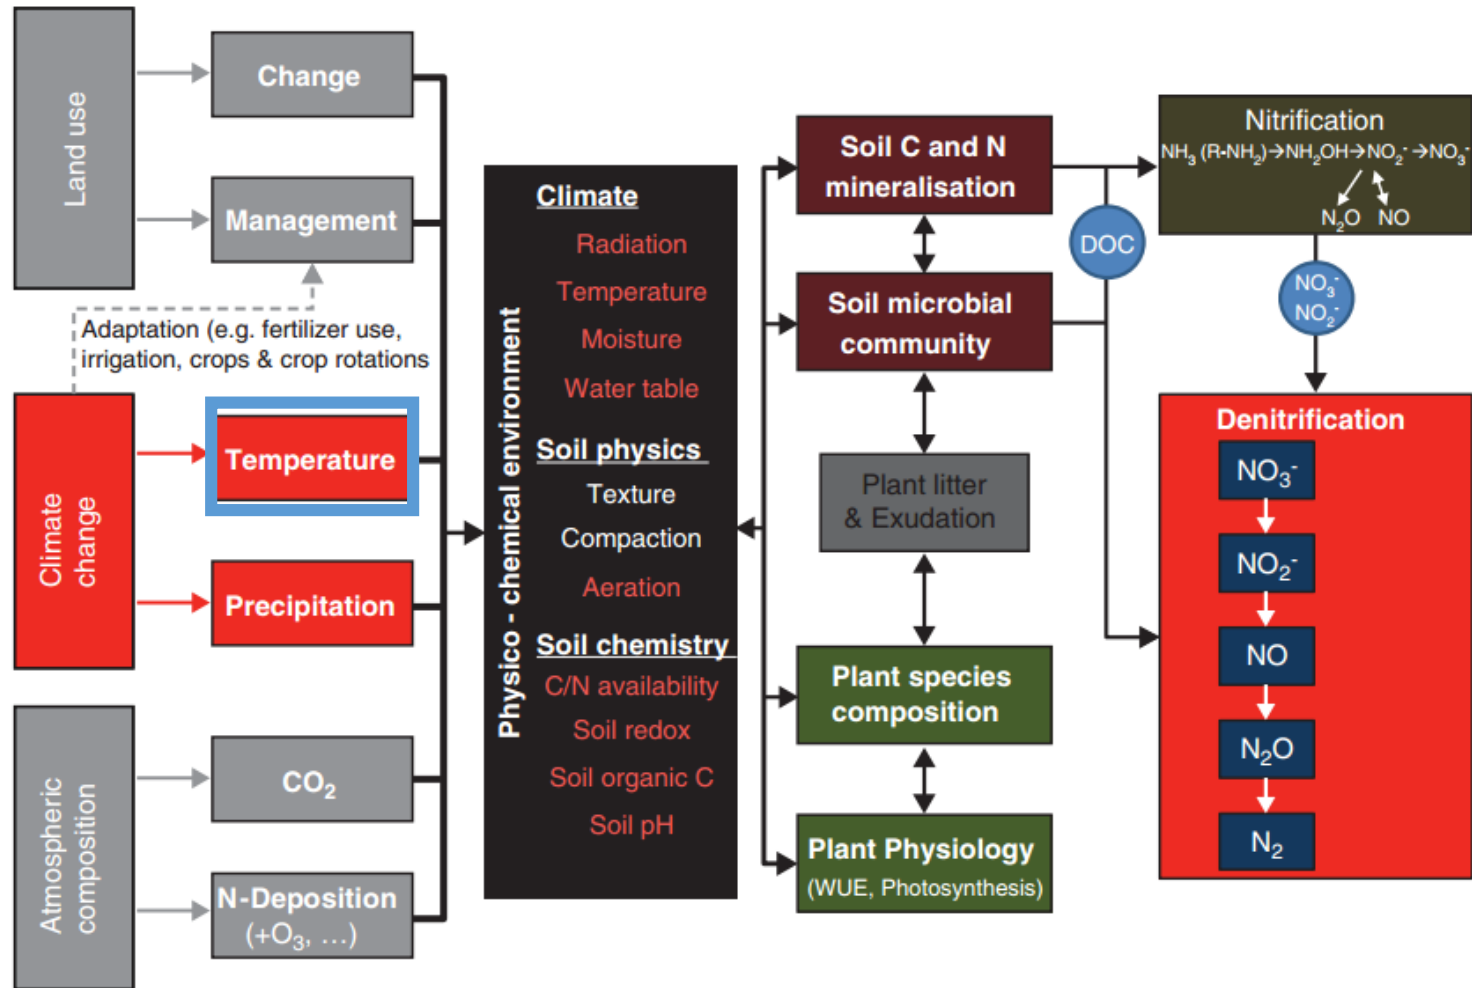 Land use
Change
Management
Adaptation (e.g. fertilizer use,
irrigation, crops & crop rotations
Climate
change
Temperature
Precipitation
Atmospheric
composition
CO₂
N-Deposition
(+O₃, ...)
Physico - chemical environment
Climate
Radiation
Temperature
Moisture
Water table
Soil physics
Texture
Compaction
Aeration
Soil chemistry
C/N availability
Soil redox
Soil organic C
Soil pH
Soil C and N
mineralisation
Soil microbial
community
Plant litter
& Exudation
Plant species
composition
Plant Physiology
(WUE, Photosynthesis)
DOC
Nitrification
NH₃ (R•NH₂)→NH₂OH→NO₂⁻→NO₃⁻
N₂O NO
NO₃⁻
NO₂⁻
Denitrification
NO₃⁻
NO₂⁻
NO
N₂O
N₂